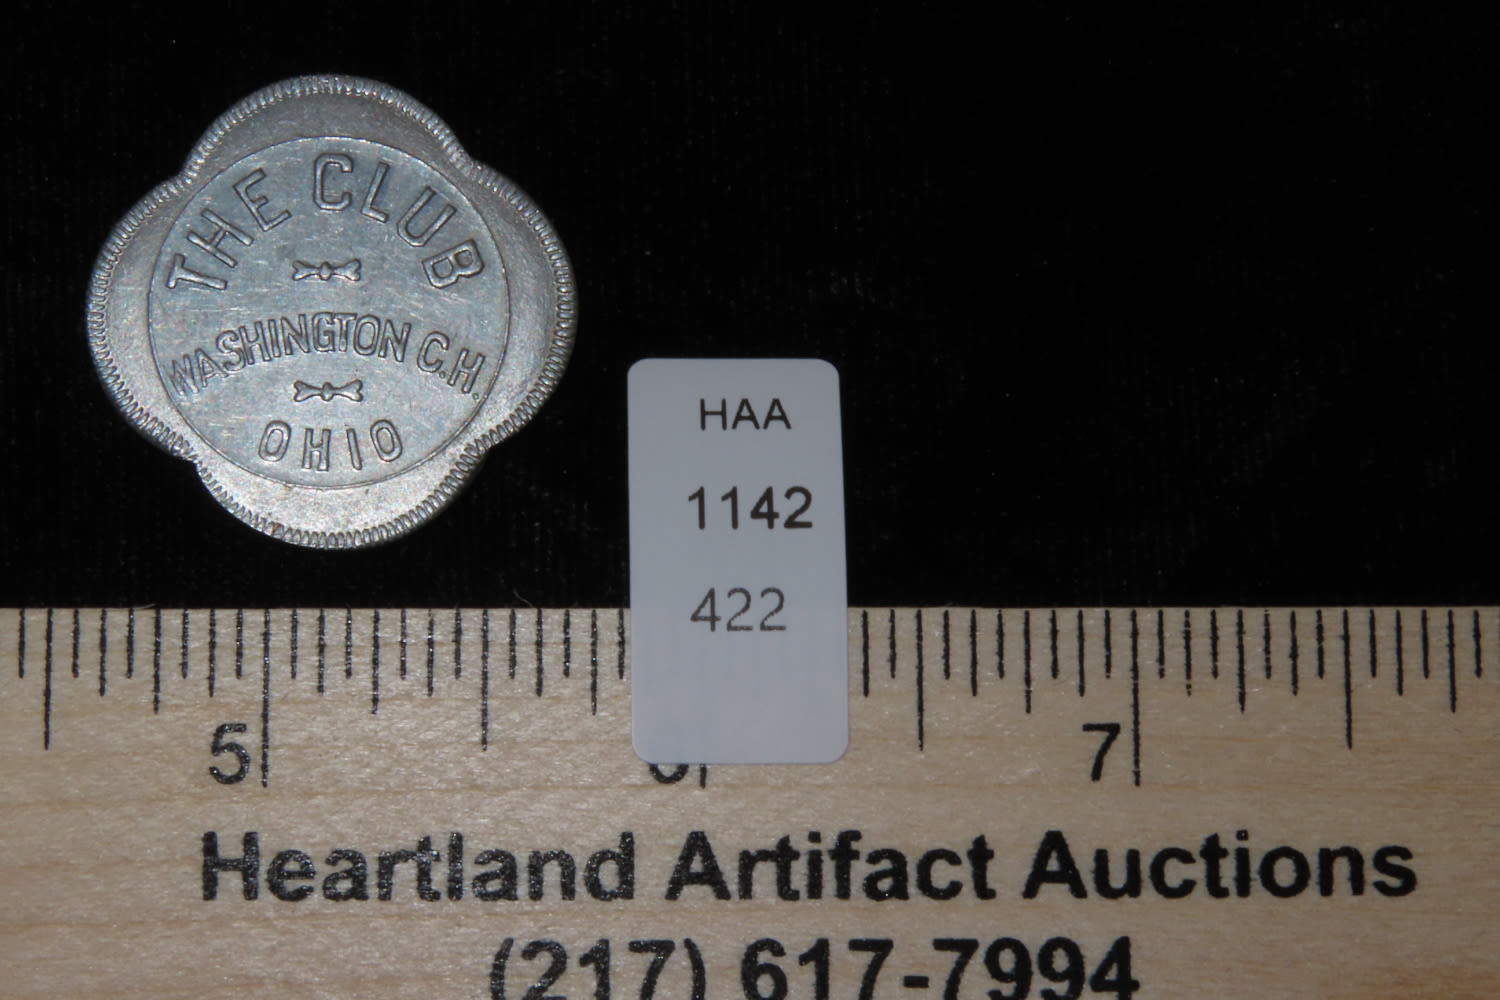 THE CLUB
WASHINGTON C.H.
OHIO
HAA
1142
422
5
7
Heartland Artifact Auctions
(217) 617-7994